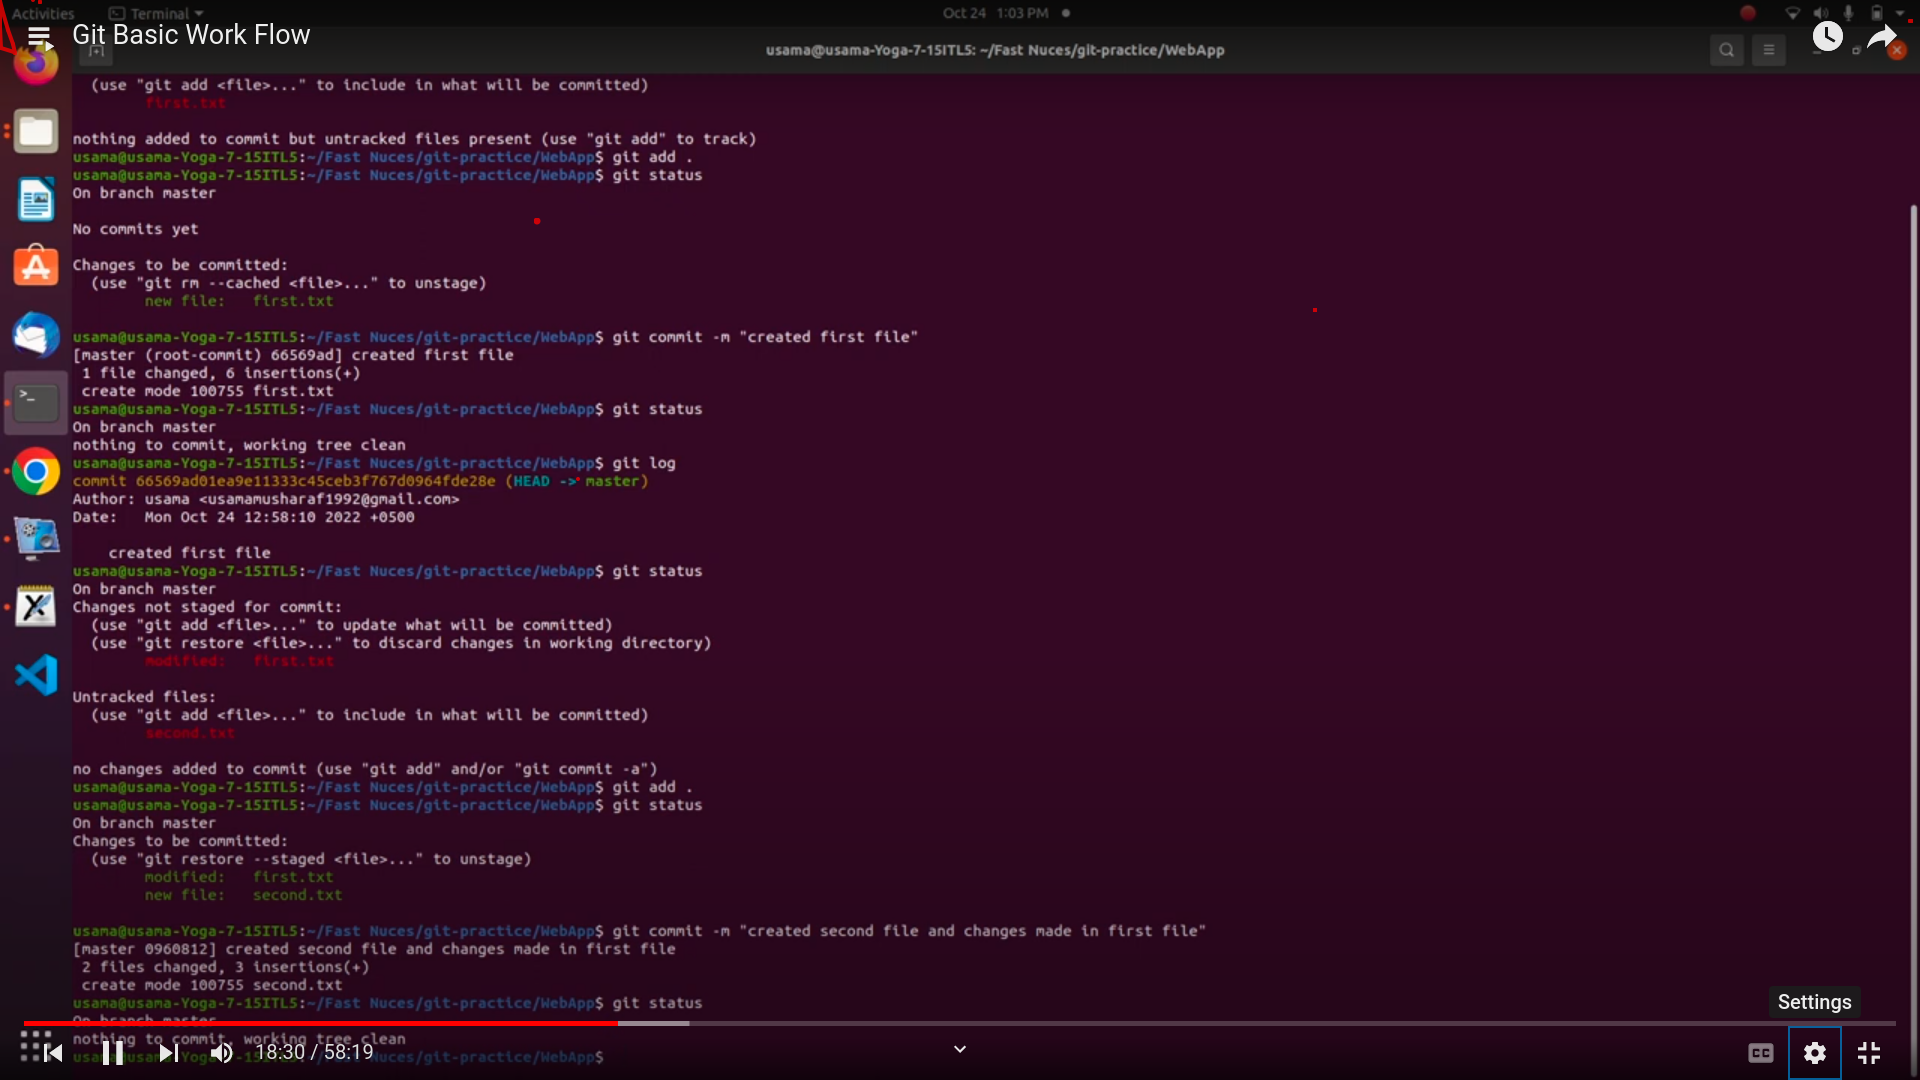 Activities
Terminal
Oct 24 1:03 PM
Git Basic Work Flow
usama@usama-Yoga-7-15ITL5: ~/Fast Nuces/git-practice/WebApp
(use "git add <file>..." to include in what will be committed)
first.txt
nothing added to commit but untracked files present (use "git add" to track)
usama@usama-Yoga-7-15ITL5:~/Fast Nuces/git-practice/WebApp$ git add .
usama@usama-Yoga-7-15ITL5:~/Fast Nuces/git-practice/WebApp$ git status
On branch master
No commits yet
Changes to be committed:
(use "git rm --cached <file>..." to unstage)
new file: first.txt
usama@usama-Yoga-7-15ITL5:~/Fast Nuces/git-practice/WebApp$ git commit -m "created first file"
[master (root-commit) 66569ad] created first file
1 file changed, 6 insertions(+)
create mode 100755 first.txt
usama@usama-Yoga-7-15ITL5:~/Fast Nuces/git-practice/WebApp$ git status
On branch master
nothing to commit, working tree clean
usama@usama-Yoga-7-15ITL5:~/Fast Nuces/git-practice/WebApp$ git log
commit 66569ad01ea9e11333c45ceb3f767d0964fde28e (HEAD -> master)
Author: usama <usamamusharaf1992@gmail.com>
Date: Mon Oct 24 12:58:10 2022 +0500
created first file
usama@usama-Yoga-7-15ITL5:~/Fast Nuces/git-practice/WebApp$ git status
On branch master
Changes not staged for commit:
(use "git add <file>..." to update what will be committed)
(use "git restore <file>..." to discard changes in working directory)
modified: first.txt
Untracked files:
(use "git add <file>..." to include in what will be committed)
second.txt
no changes added to commit (use "git add" and/or "git commit -a")
usama@usama-Yoga-7-15ITL5:~/Fast Nuces/git-practice/WebApp$ git add .
usama@usama-Yoga-7-15ITL5:~/Fast Nuces/git-practice/WebApp$ git status
On branch master
Changes to be committed:
(use "git restore --staged <file>..." to unstage)
modified: first.txt
new file: second.txt
usama@usama-Yoga-7-15ITL5:~/Fast Nuces/git-practice/WebApp$ git commit -m "created second file and changes made in first file"
[master 0960812] created second file and changes made in first file
2 files changed, 3 insertions(+)
create mode 100755 second.txt
usama@usama-Yoga-7-15ITL5:~/Fast Nuces/git-practice/WebApp$ git status
Settings
On branch master
nothing to commit, working tree clean
usama@usama-Yoga-7-15ITL5:~/Fast Nuces/git-practice/WebApp$
18:30 / 58:19
CC